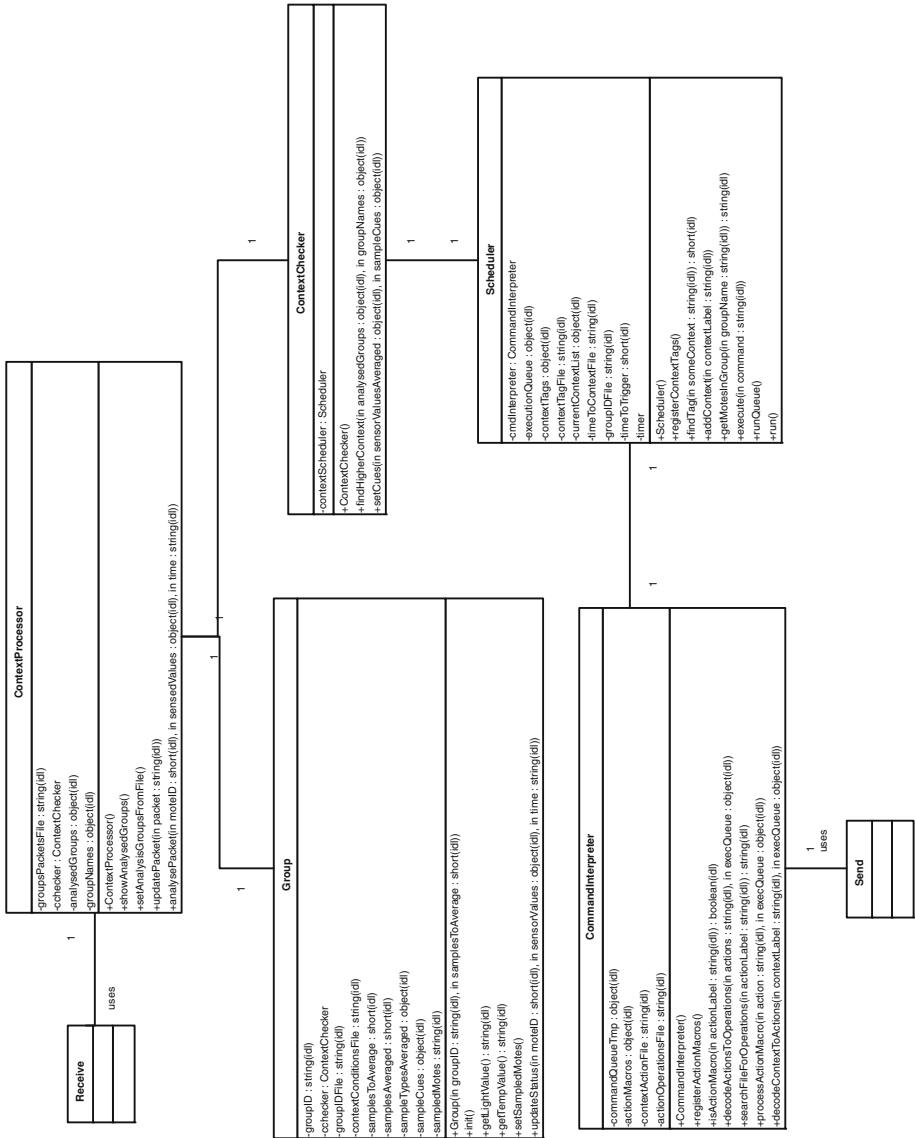 ContextProcessor
-groupsPacketsFile : string(idl)
-cchecker : ContextChecker
-analysedGroups : object(idl)
-groupNames : object(idl)
+ContextProcessor()
+showAnalysedGroups()
+setAnalysisGroupsFromFile()
+updatePacket(in packet : string(idl))
+analysePacket(in moteID : short(idl), in sensedValues : object(idl), in time : string(idl))
Receive
1
1
uses
1
1
1
1
ContextChecker
-contextScheduler : Scheduler
+ContextChecker()
+findHigherContext(in analysedGroups : object(idl), in groupNames : object(idl))
+setCues(in sensorValuesAveraged : object(idl), in sampleCues : object(idl))
1
1
Group
-groupID : string(idl)
-cchecker : ContextChecker
-groupIDFile : string(idl)
-contextConditionsFile : string(idl)
-samplesToAverage : short(idl)
-samplesAveraged : short(idl)
-sampleTypesAveraged : object(idl)
-sampleCues : object(idl)
-sampledMotes : string(idl)
+Group(in groupID : string(idl), in samplesToAverage : short(idl))
+init()
+getLightValue() : string(idl)
+getTempValue() : string(idl)
+setSampledMotes()
+updateStatus(in moteID : short(idl), in sensorValues : object(idl), in time : string(idl))
Scheduler
-cmdInterpreter : CommandInterpreter
-executionQueue : object(idl)
-contextTags : object(idl)
-contextTagFile : string(idl)
-currentContextList : object(idl)
-timeToContextFile : string(idl)
-groupIDFile : string(idl)
-timeToTrigger : short(idl)
-timer
+Scheduler()
+registerContextTags()
+findTag(in someContext : string(idl)) : short(idl)
+addContext(in contextLabel : string(idl))
+getMotesInGroup(in groupName : string(idl)) : string(idl)
+execute(in command : string(idl))
+runQueue()
+run()
1
1
CommandInterpreter
-commandQueueTmp : object(idl)
-actionMacros : object(idl)
-contextActionFile : string(idl)
-actionOperationsFile : string(idl)
+CommandInterpreter()
+registerActionMacros()
+isActionMacro(in actionLabel : string(idl)) : boolean(idl)
+decodeActionsToOperations(in actions : string(idl), in execQueue : object(idl))
+searchFileForOperations(in actionLabel : string(idl)) : string(idl)
+processActionMacro(in action : string(idl), in execQueue : object(idl))
+decodeContextToActions(in contextLabel : string(idl), in execQueue : object(idl))
1
uses
Send